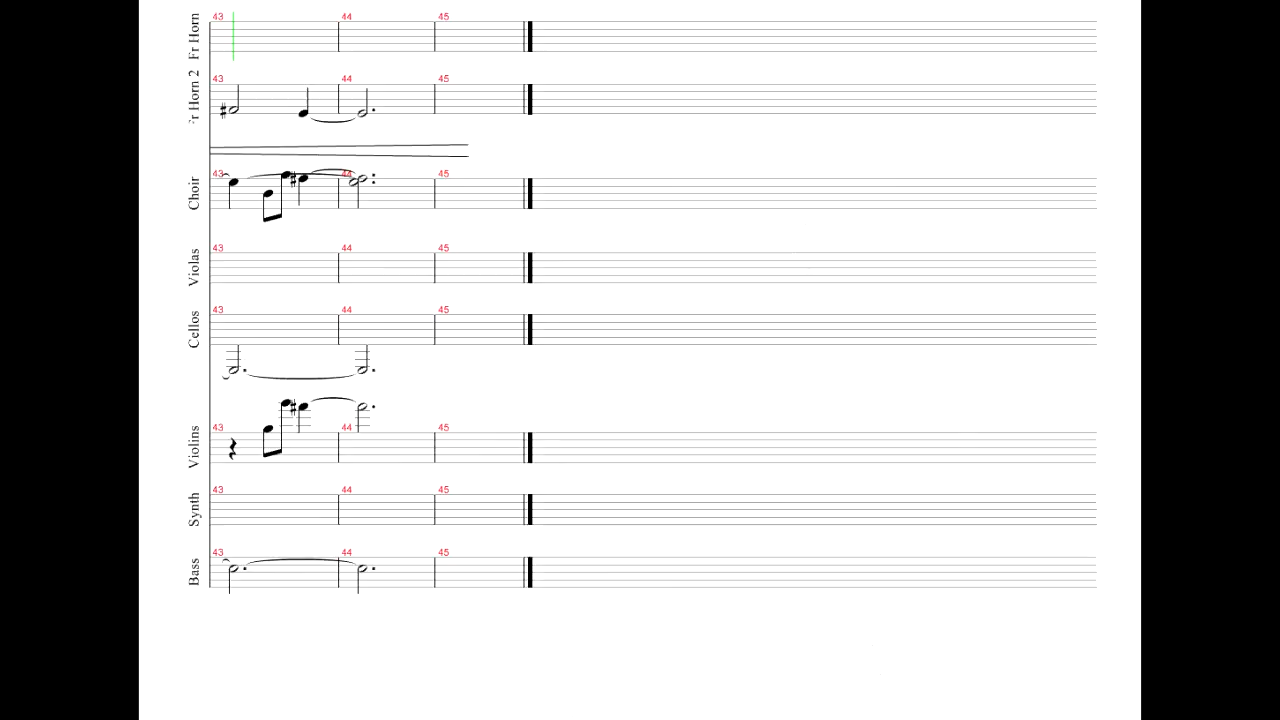 Fr Horn 43 44 45
Fr Horn 2 43 44 45
Choir 43 44 45
Violas 43 44 45
Cellos 43 44 45
Violins 43 44 45
Synth 43 44 45
Bass 43 44 45